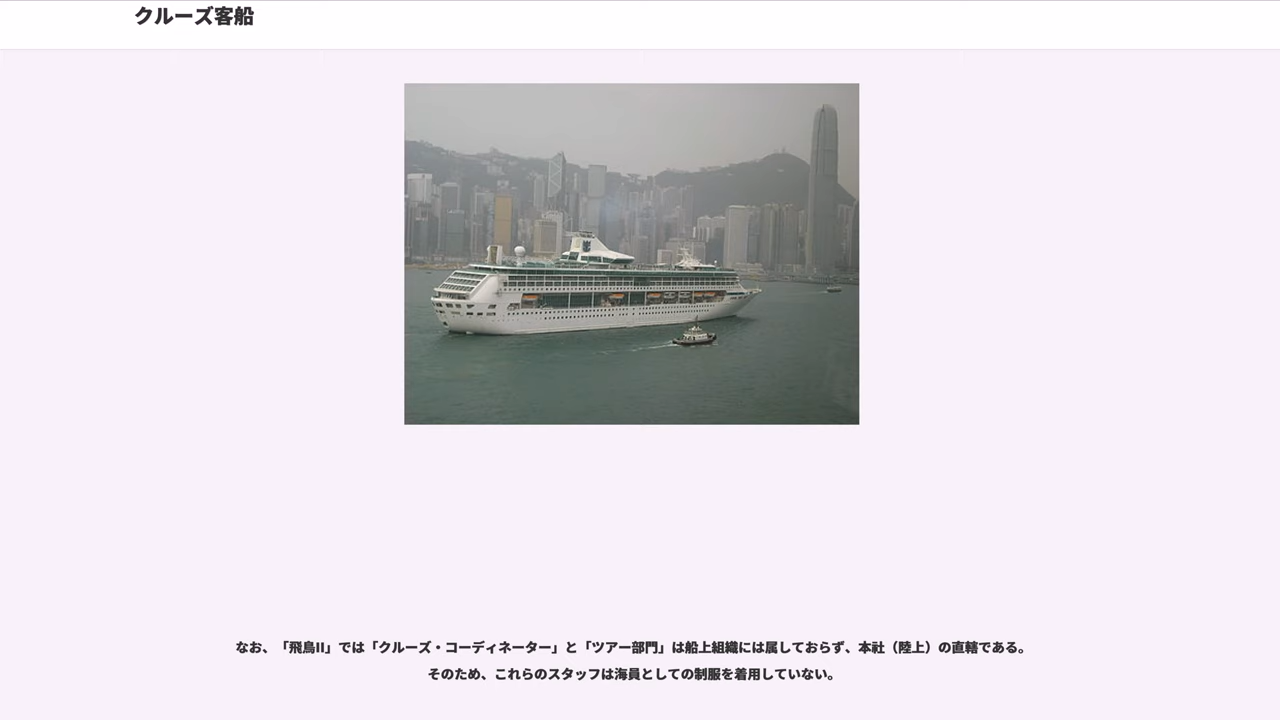 クルーズ客船
なお、「飛鳥II」では「クルーズ・コーディネーター」と「ツアー部門」は船上組織には属しておらず、本社（陸上）の直轄である。
そのため、これらのスタッフは海員としての制服を着用していない。